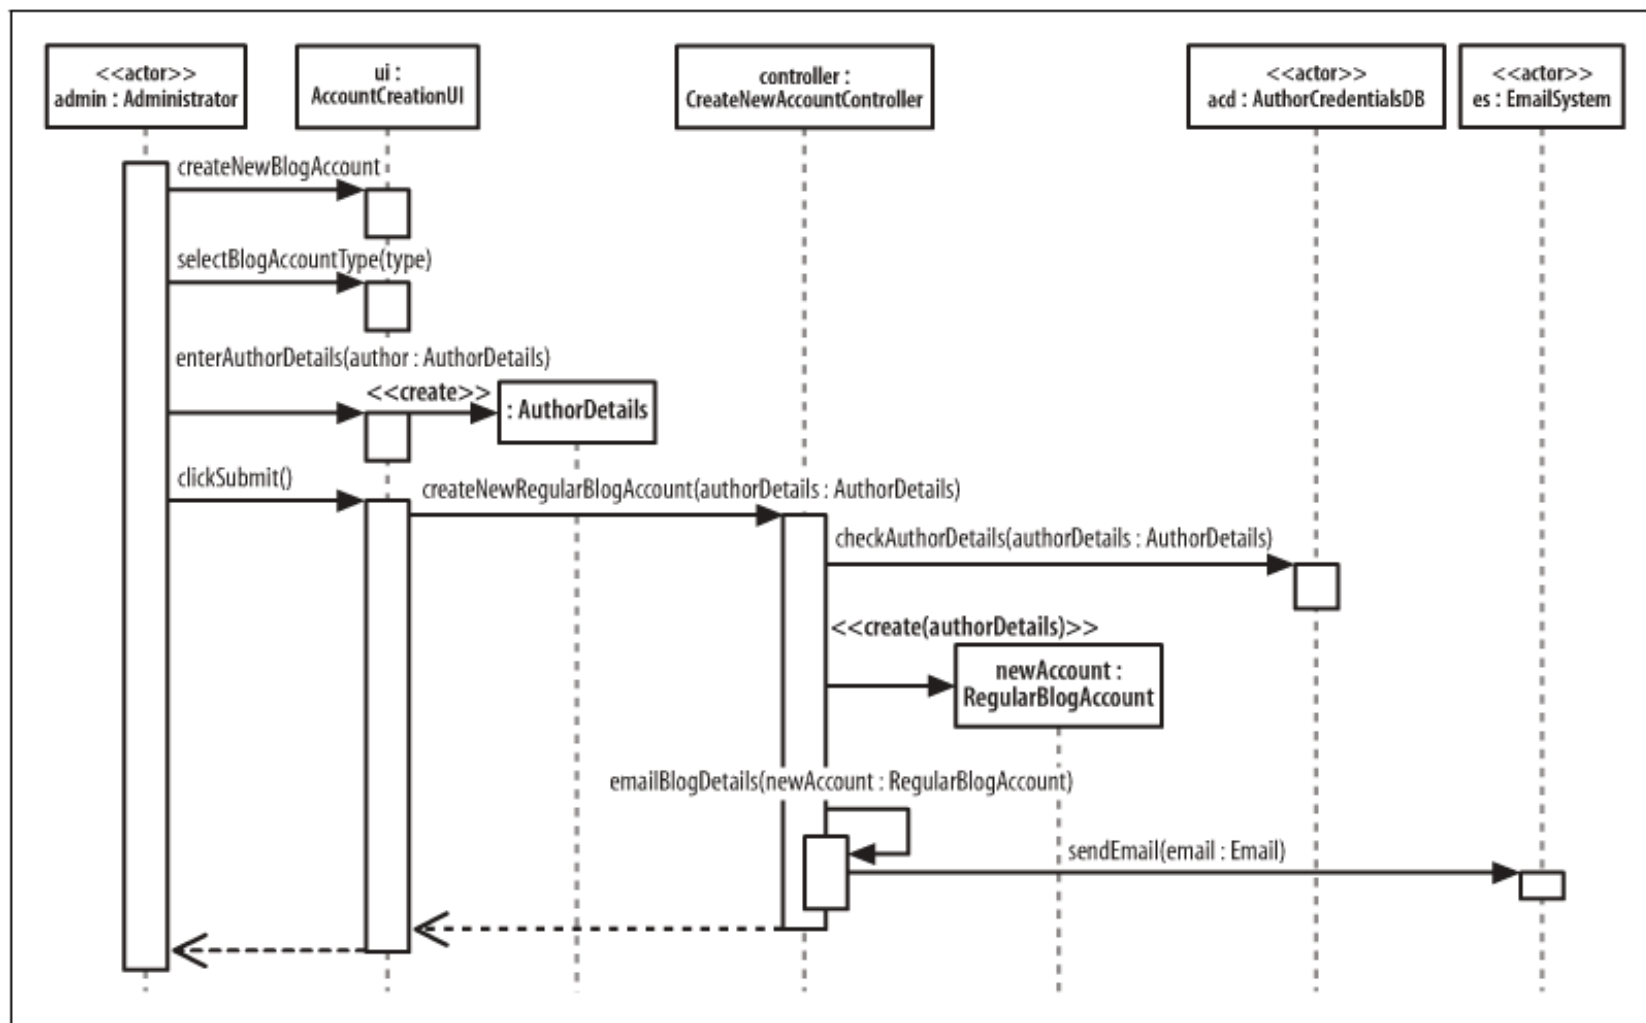 <<actor>>
admin : Administrator
ui :
AccountCreationUI
controller :
CreateNewAccountController
<<actor>>
acd : AuthorCredentialsDB
<<actor>>
es : EmailSystem
createNewBlogAccount
selectBlogAccountType(type)
enterAuthorDetails(author : AuthorDetails)
<<create>>
: AuthorDetails
clickSubmit()
createNewRegularBlogAccount(authorDetails : AuthorDetails)
checkAuthorDetails(authorDetails : AuthorDetails)
<<create(authorDetails)>>
newAccount :
RegularBlogAccount
emailBlogDetails(newAccount : RegularBlogAccount)
sendEmail(email : Email)